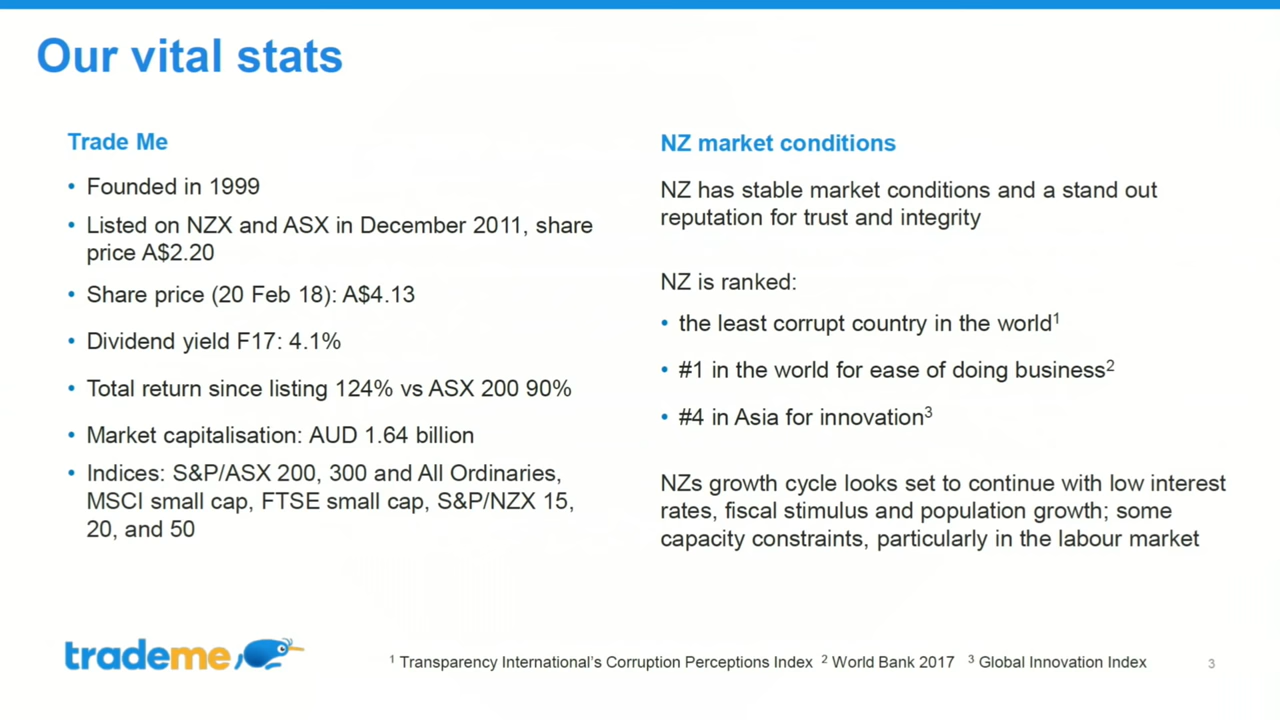 Our vital stats
Trade Me
• Founded in 1999
• Listed on NZX and ASX in December 2011, share
price A$2.20
• Share price (20 Feb 18): A$4.13
• Dividend yield F17: 4.1%
• Total return since listing 124% vs ASX 200 90%
• Market capitalisation: AUD 1.64 billion
• Indices: S&P/ASX 200, 300 and All Ordinaries,
MSCI small cap, FTSE small cap, S&P/NZX 15,
20, and 50
NZ market conditions
NZ has stable market conditions and a stand out
reputation for trust and integrity
NZ is ranked:
• the least corrupt country in the world¹
• #1 in the world for ease of doing business²
• #4 in Asia for innovation³
NZs growth cycle looks set to continue with low interest
rates, fiscal stimulus and population growth; some
capacity constraints, particularly in the labour market
trademe
¹ Transparency International’s Corruption Perceptions Index ² World Bank 2017 ³ Global Innovation Index
3